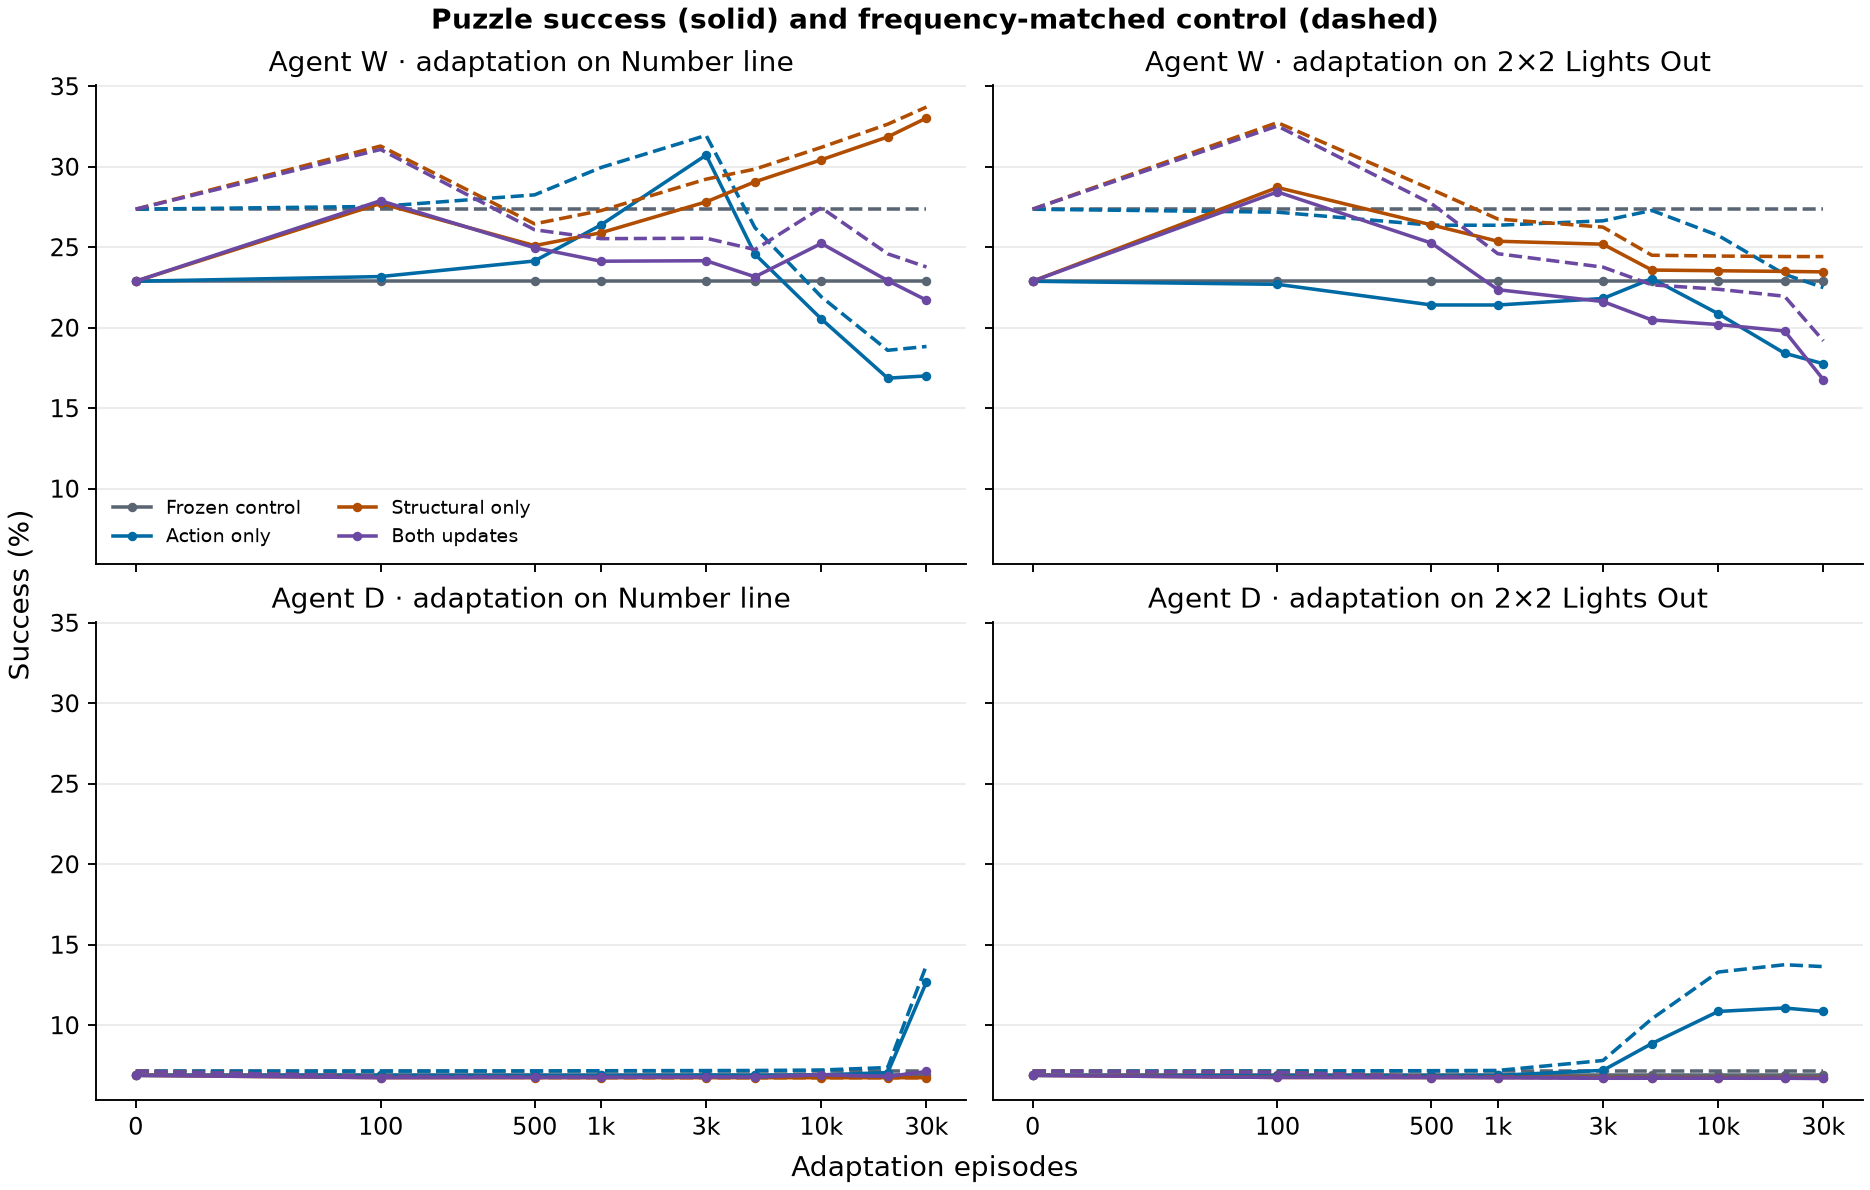 Puzzle success (solid) and frequency-matched control (dashed)
Agent W · adaptation on Number line
Agent W · adaptation on 2×2 Lights Out
35
30
25
20
15
10
Frozen control
Structural only
Action only
Both updates
Success (%)
Agent D · adaptation on Number line
Agent D · adaptation on 2×2 Lights Out
35
30
25
20
15
10
0 100 500 1k 3k 10k 30k
0 100 500 1k 3k 10k 30k
Adaptation episodes